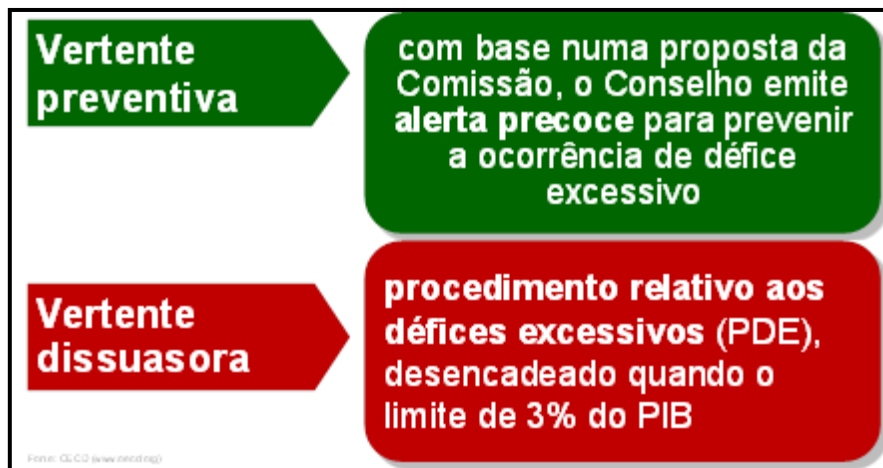 Vertente
preventiva
com base numa proposta da
Comissão, o Conselho emite
alerta precoce para prevenir
a ocorrência de défice
excessivo
Vertente
dissuasora
procedimento relativo aos
défices excessivos (PDE),
desencadeado quando o
limite de 3% do PIB
Fonte: